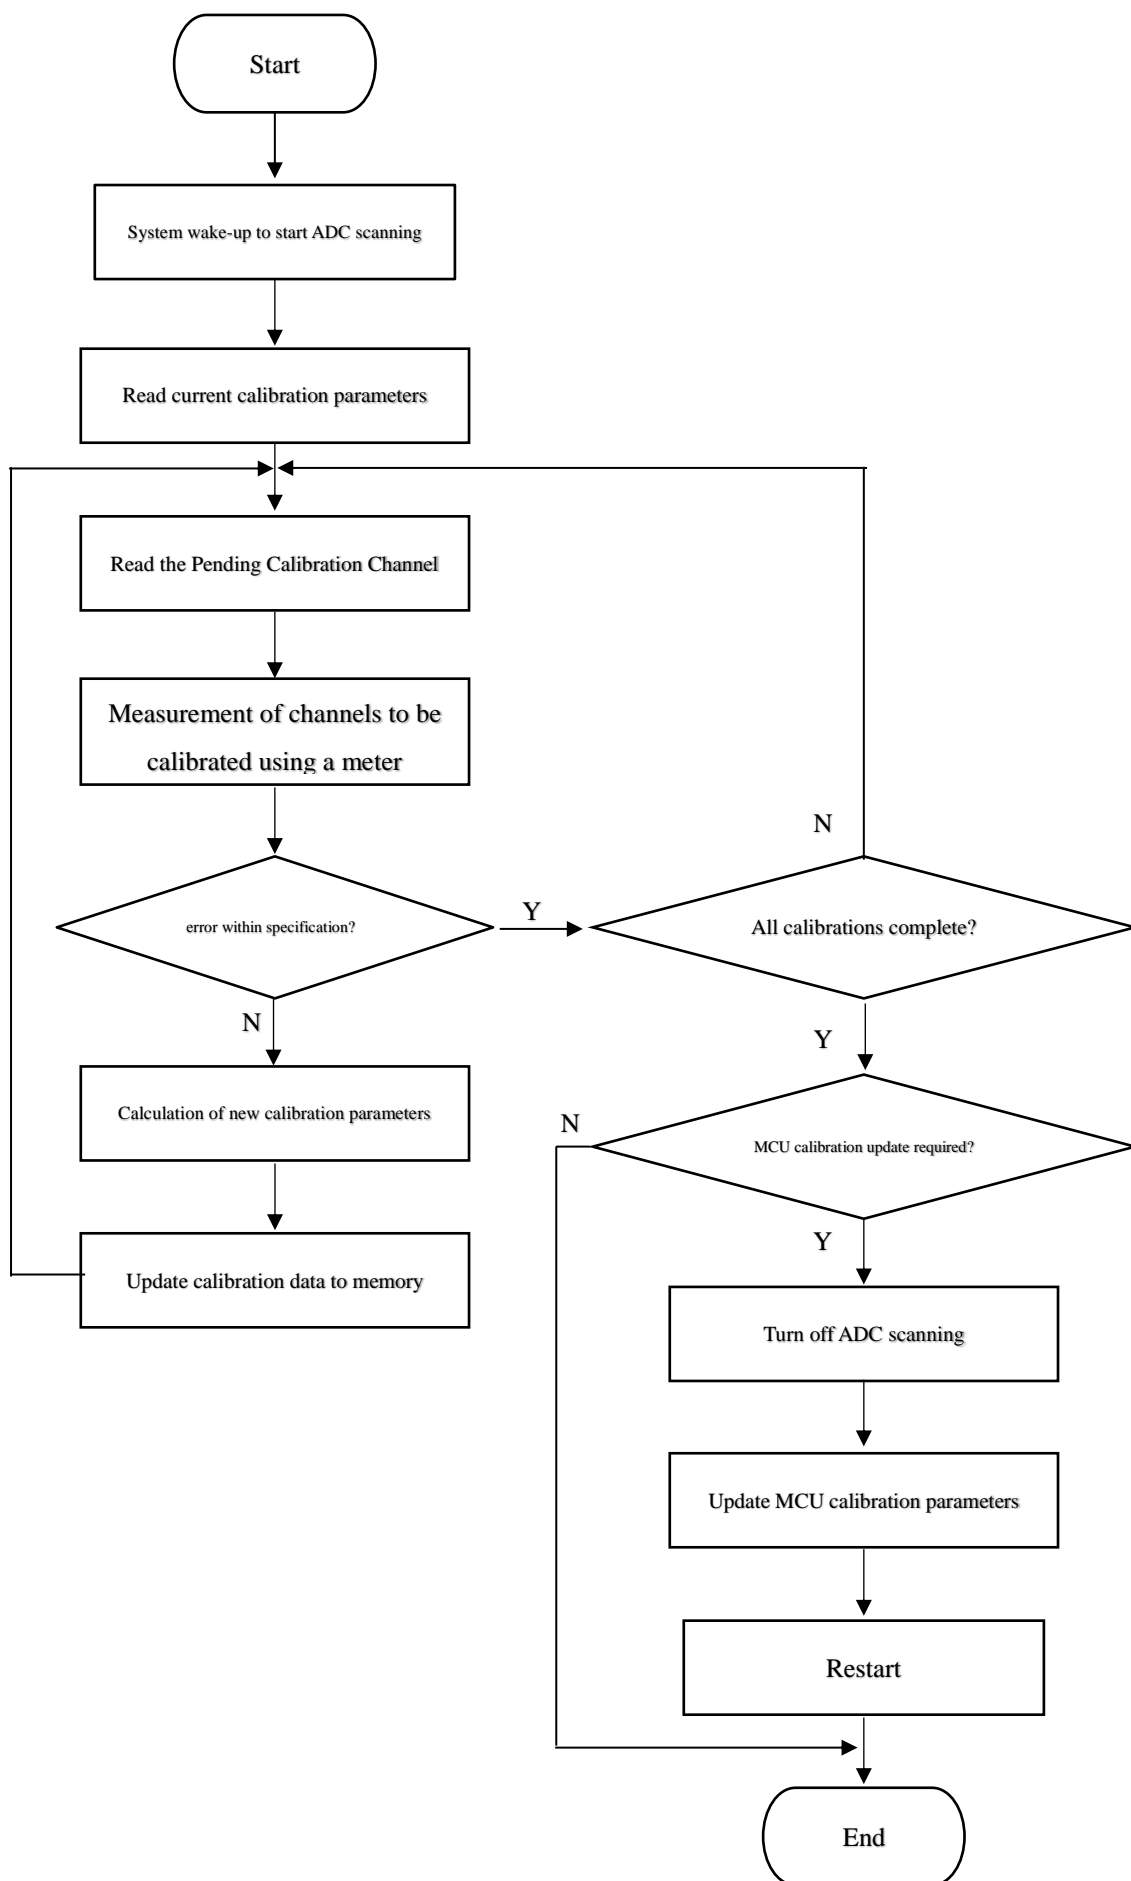 Start
System wake-up to start ADC scanning
Read current calibration parameters
Read the Pending Calibration Channel
Measurement of channels to be
calibrated using a meter
N
error within specification?
Y
All calibrations complete?
N
Y
Calculation of new calibration parameters
N
MCU calibration update required?
Y
Update calibration data to memory
Turn off ADC scanning
Update MCU calibration parameters
Restart
End